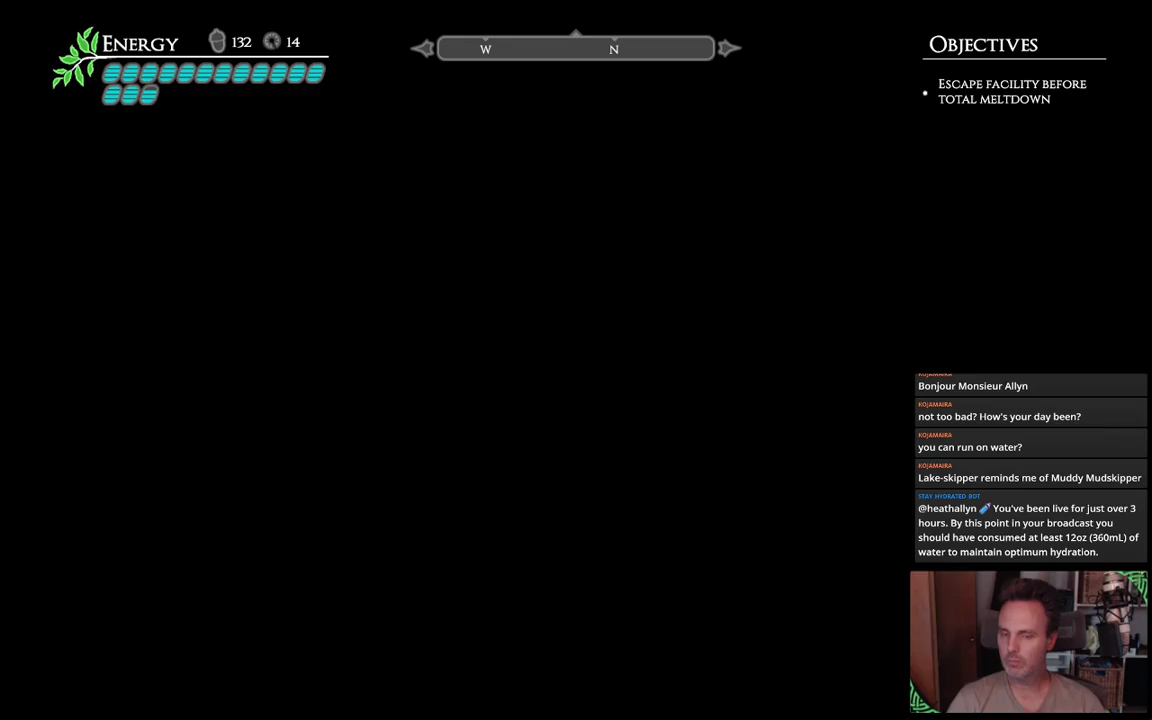 ENERGY 132 14
W N
OBJECTIVES
ESCAPE FACILITY BEFORE
TOTAL MELTDOWN
KOJAMAIRA
Bonjour Monsieur Allyn
KOJAMAIRA
not too bad? How's your day been?
KOJAMAIRA
you can run on water?
KOJAMAIRA
Lake-skipper reminds me of Muddy Mudskipper
STAY HYDRATED BOT
@heathallyn You've been live for just over 3
hours. By this point in your broadcast you
should have consumed at least 12oz (360mL) of
water to maintain optimum hydration.